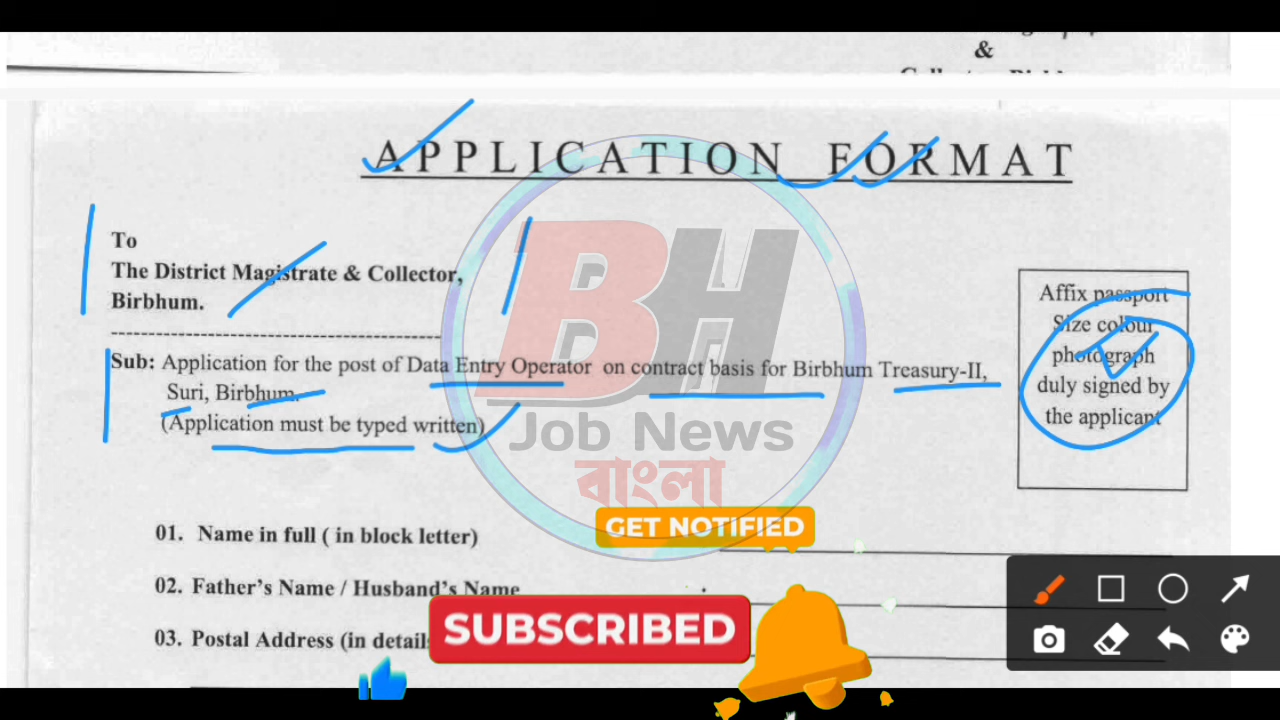 &
APPLICATION FORMAT
To
The District Magistrate & Collector,
Birbhum.
Affix passport
Size colour
photograph
duly signed by
the applicant
Sub: Application for the post of Data Entry Operator on contract basis for Birbhum Treasury-II,
Suri, Birbhum.
(Application must be typed written)
BH
Job News
বাংলা
GET NOTIFIED
01. Name in full ( in block letter)
02. Father's Name / Husband's Name :
SUBSCRIBED
03. Postal Address (in details